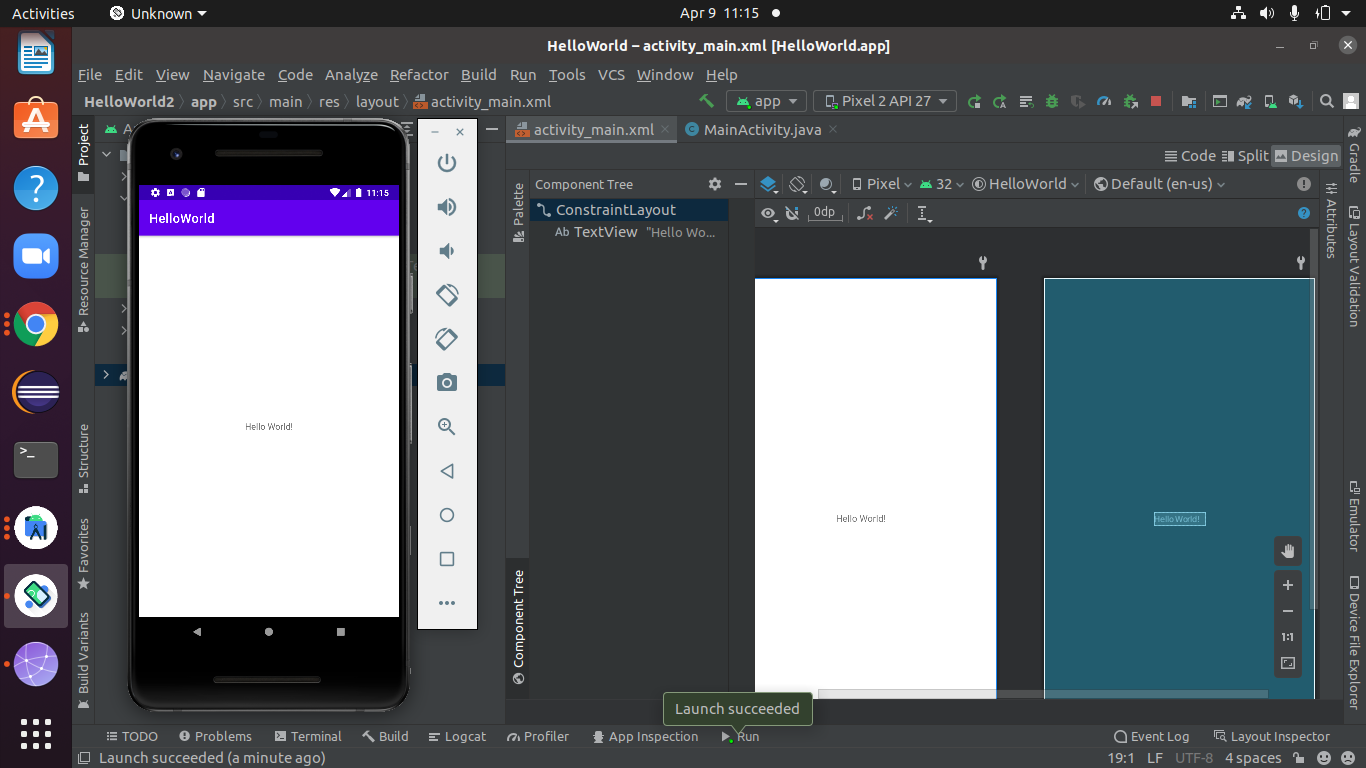 Activities
Unknown
Apr 9 11:15
HelloWorld – activity_main.xml [HelloWorld.app]
File Edit View Navigate Code Analyze Refactor Build Run Tools VCS Window Help
HelloWorld2 app src main res layout activity_main.xml
app
Pixel 2 API 27
Project
Resource Manager
Structure
Favorites
Build Variants
11:15
HelloWorld
Hello World!
activity_main.xml
MainActivity.java
Code Split Design
Palette
Component Tree
ConstraintLayout
Ab TextView "Hello Wo...
Component Tree
Pixel
32
HelloWorld
Default (en-us)
0dp
Hello World!
Hello World!
1:1
Gradle
Attributes
Layout Validation
Emulator
Device File Explorer
Launch succeeded
TODO Problems Terminal Build Logcat Profiler App Inspection Run
Event Log Layout Inspector
Launch succeeded (a minute ago)
19:1 LF UTF-8 4 spaces